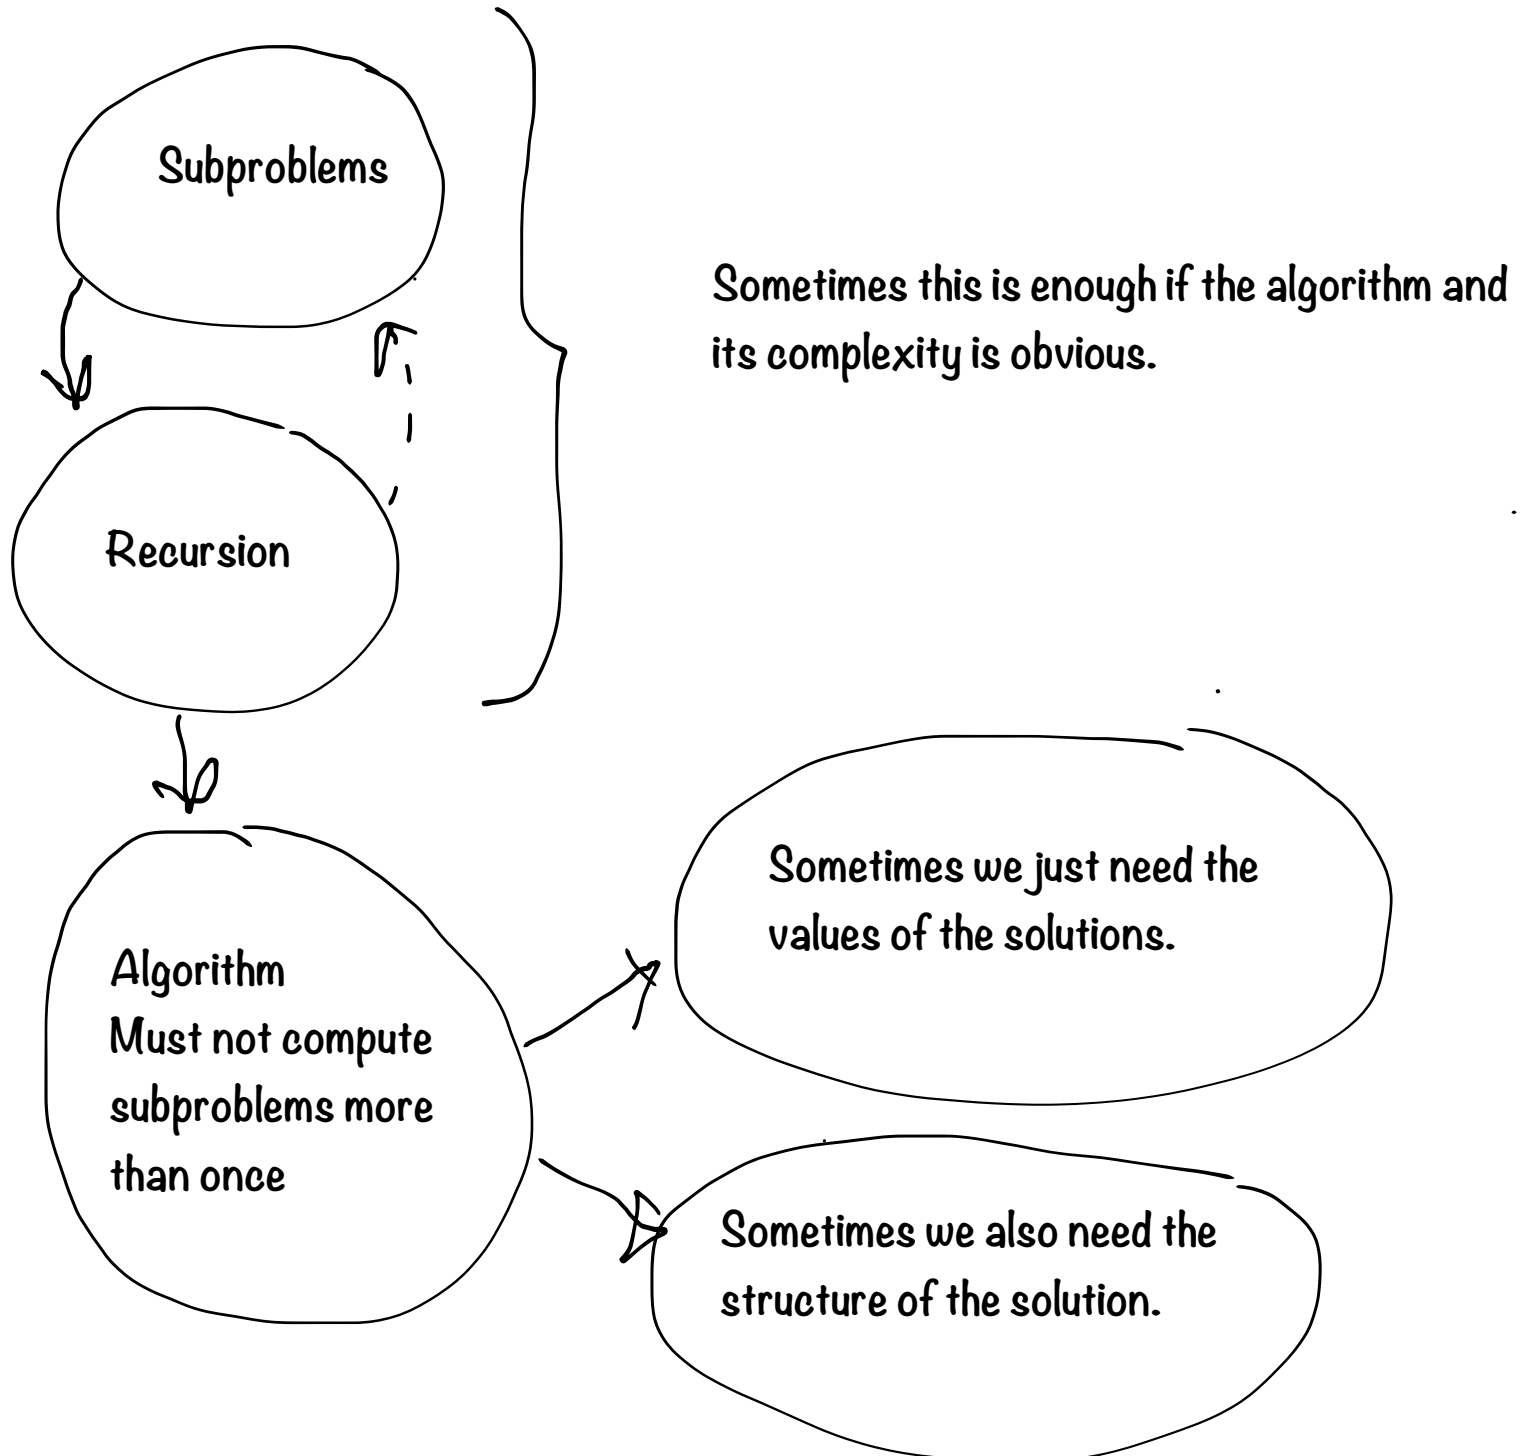 Subproblems
Sometimes this is enough if the algorithm and
its complexity is obvious.
Recursion
Sometimes we just need the
values of the solutions.
Algorithm
Must not compute
subproblems more
than once
Sometimes we also need the
structure of the solution.